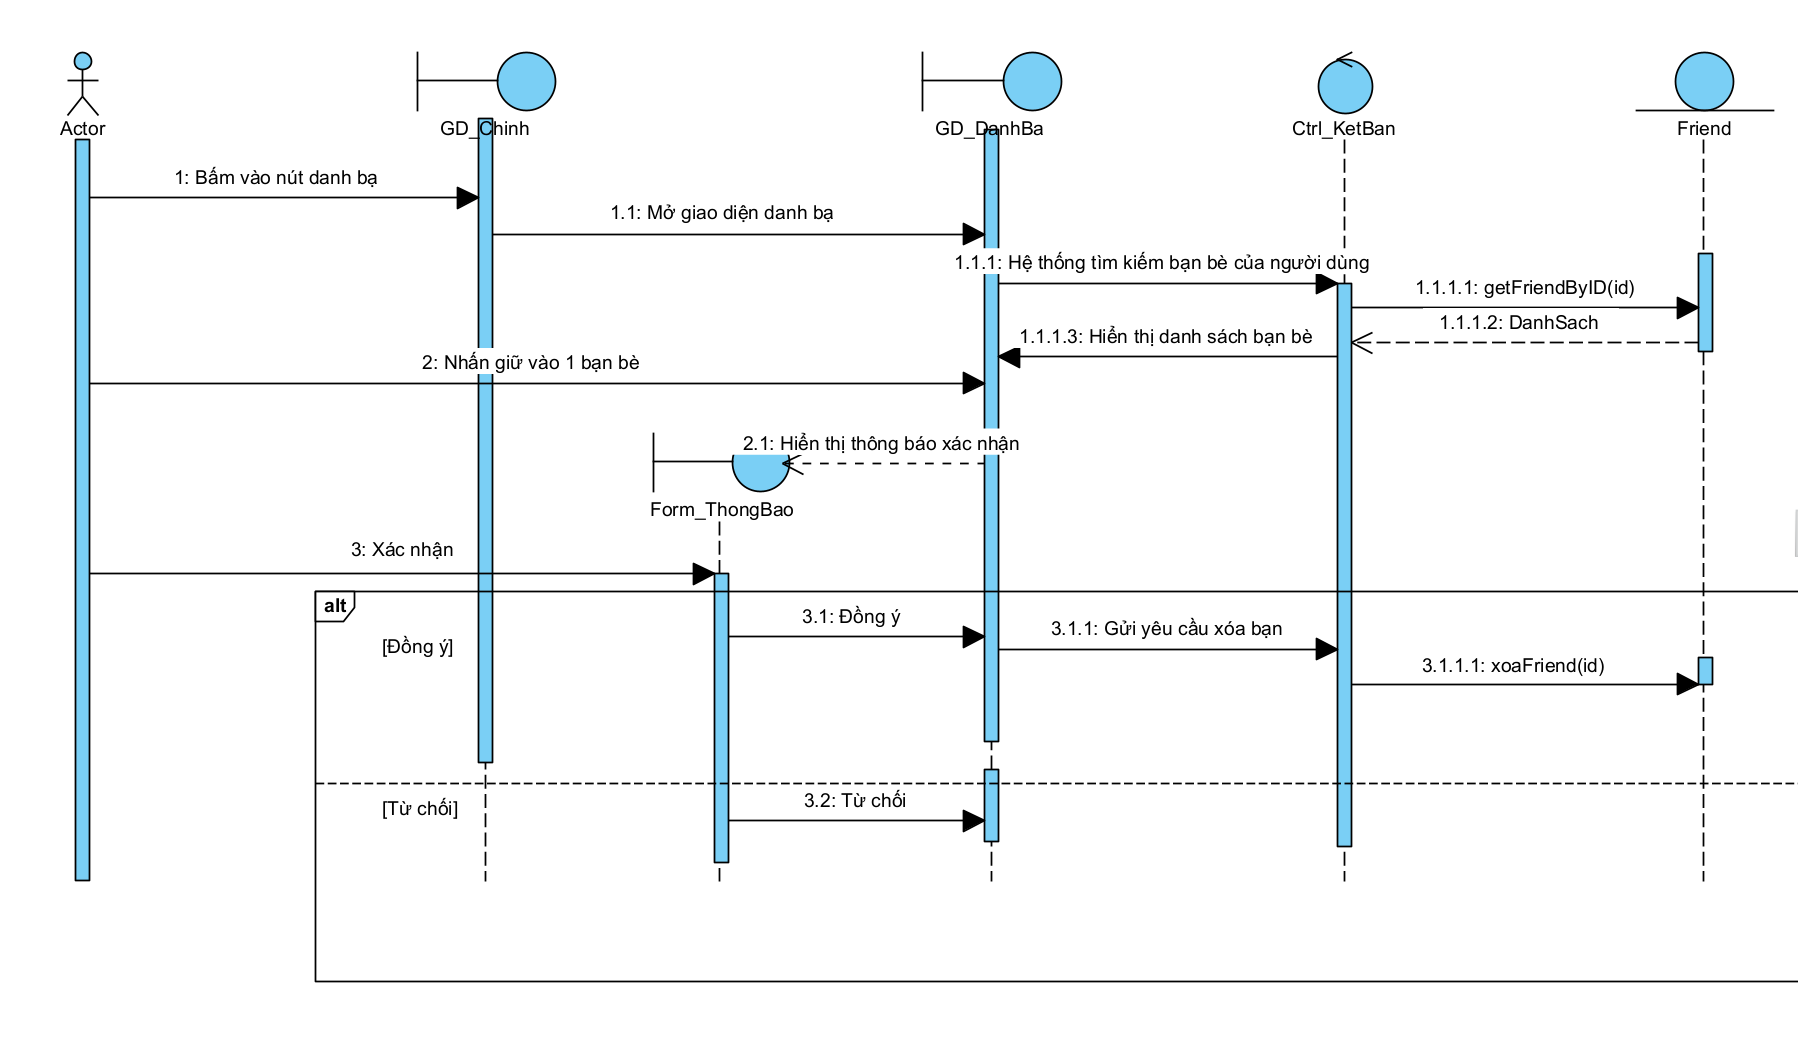 Actor
GD_Chinh
GD_DanhBa
Ctrl_KetBan
Friend
1: Bấm vào nút danh bạ
1.1: Mở giao diện danh bạ
1.1.1: Hệ thống tìm kiếm bạn bè của người dùng
1.1.1.1: getFriendByID(id)
1.1.1.2: DanhSach
1.1.1.3: Hiển thị danh sách bạn bè
2: Nhấn giữ vào 1 bạn bè
2.1: Hiển thị thông báo xác nhận
Form_ThongBao
3: Xác nhận
alt
3.1: Đồng ý
3.1.1: Gửi yêu cầu xóa bạn
[Đồng ý]
3.1.1.1: xoaFriend(id)
3.2: Từ chối
[Từ chối]